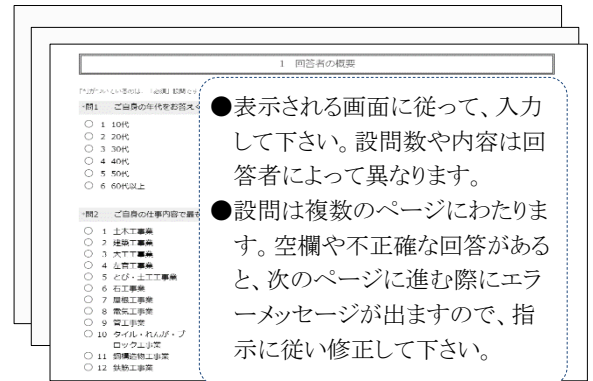 1 回答者の概要
問1 ご自身の年代をお答えく
○ 1 10代
○ 2 20代
○ 3 30代
○ 4 40代
○ 5 50代
○ 6 60代以上
問2 ご自身の仕事内容で最も
○ 1 土木工事業
○ 2 建築工事業
○ 3 大工工事業
○ 4 左官工事業
○ 5 とび・土工工事業
○ 6 石工事業
○ 7 屋根工事業
○ 8 電気工事業
○ 9 管工事業
○ 10 タイル・れんが・ブ
ロック工事業
○ 11 鋼構造物工事業
○ 12 鉄筋工事業
●表示される画面に従って、入力
して下さい。設問数や内容は回
答者によって異なります。
●設問は複数のページにわたりま
す。空欄や不正確な回答がある
と、次のページに進む際にエラ
ーメッセージが出ますので、指
示に従い修正して下さい。